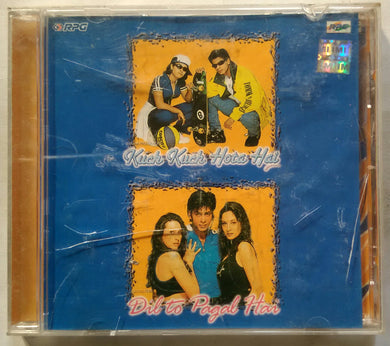 RPG
Kuch Kuch Hota Hai
Dil to Pagal Hai